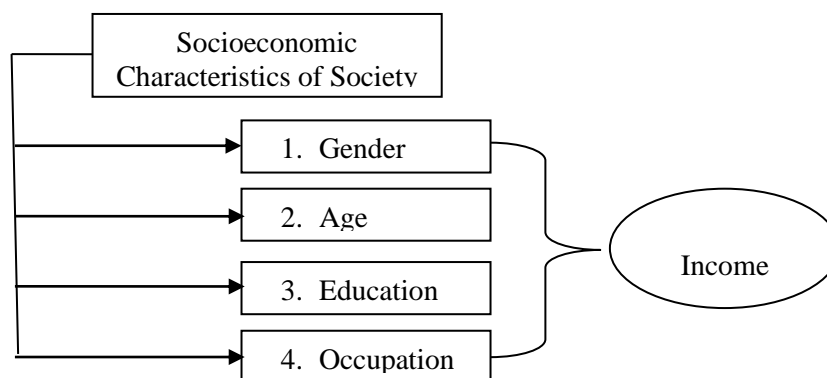 Socioeconomic
Characteristics of Society
1. Gender
2. Age
3. Education
4. Occupation
Income